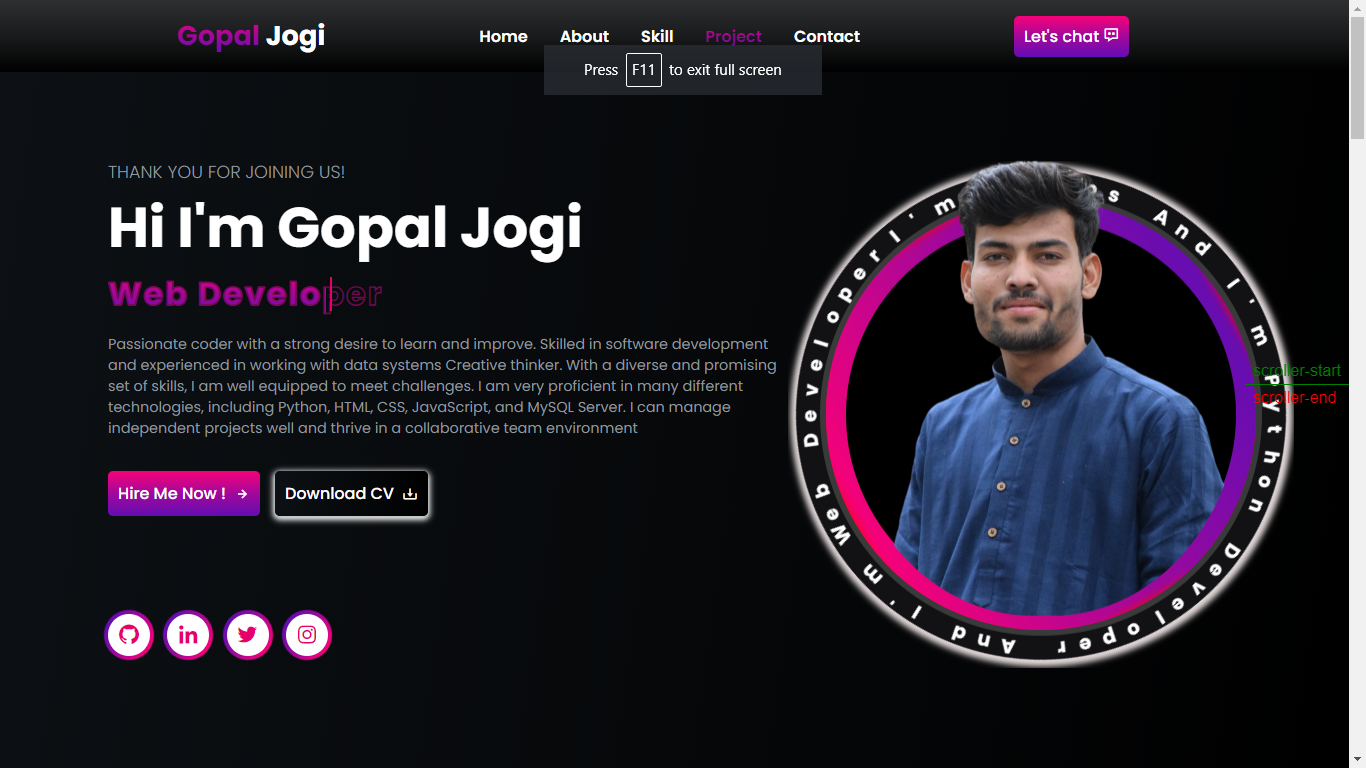 Gopal Jogi
Home About Skill Project Contact
Let's chat
Press F11 to exit full screen
THANK YOU FOR JOINING US!
Hi I'm Gopal Jogi
Web Developer
Passionate coder with a strong desire to learn and improve. Skilled in software development
and experienced in working with data systems Creative thinker. With a diverse and promising
set of skills, I am well equipped to meet challenges. I am very proficient in many different
technologies, including Python, HTML, CSS, JavaScript, and MySQL Server. I can manage
independent projects well and thrive in a collaborative team environment
Hire Me Now !
Download CV
in
I'm Web Developer I'm
And I'm Python Developer And
scroller-start
scroller-end